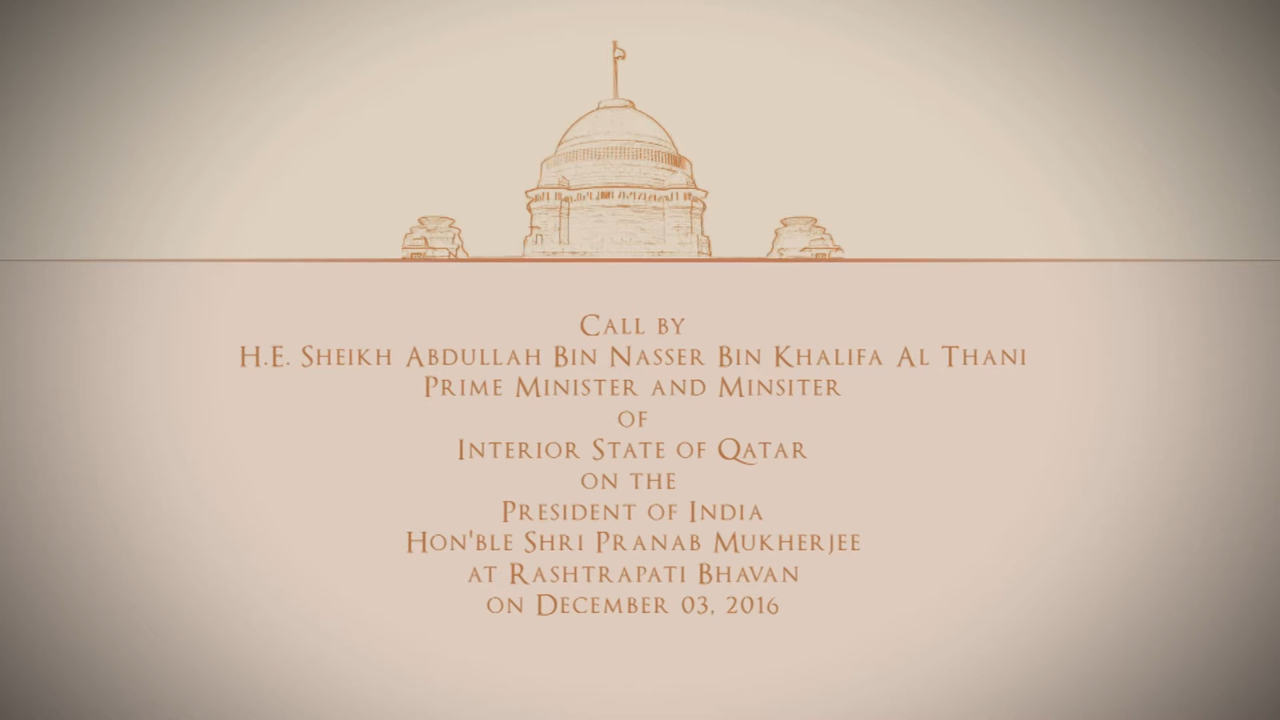 Call by
H.E. Sheikh Abdullah Bin Nasser Bin Khalifa Al Thani
Prime Minister and Minsiter
of
Interior State of Qatar
on the
President of India
Hon'ble Shri Pranab Mukherjee
at Rashtrapati Bhavan
on December 03, 2016